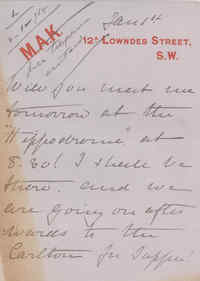 Jan 14
M.A.K.
12A LOWNDES STREET,
S.W.
Will you meet me
tomorrow at the
"Hippodrome" at
8.30! I shall be
there. and we
are going on after
wards to the
Carlton for supper!